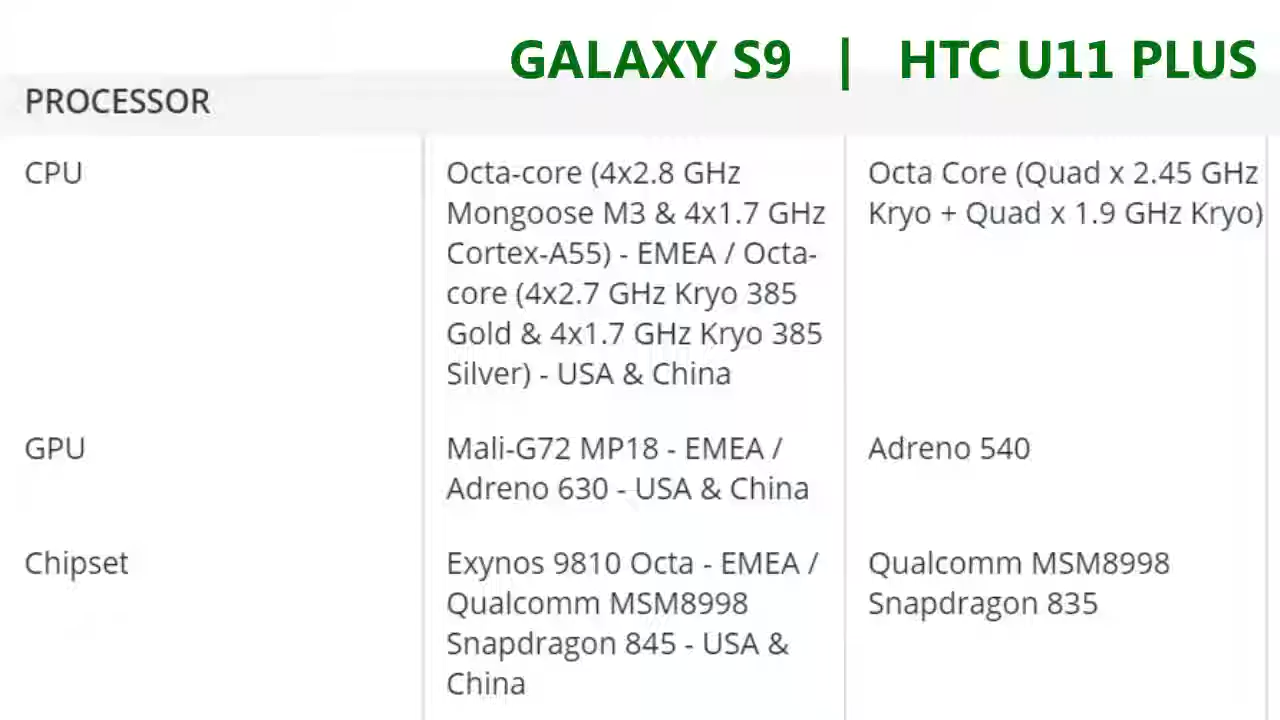 GALAXY S9 | HTC U11 PLUS
PROCESSOR
CPU
Octa-core (4x2.8 GHz
Mongoose M3 & 4x1.7 GHz
Cortex-A55) - EMEA / Octa-
core (4x2.7 GHz Kryo 385
Gold & 4x1.7 GHz Kryo 385
Silver) - USA & China
Octa Core (Quad x 2.45 GHz
Kryo + Quad x 1.9 GHz Kryo)
GPU
Mali-G72 MP18 - EMEA /
Adreno 630 - USA & China
Adreno 540
Chipset
Exynos 9810 Octa - EMEA /
Qualcomm MSM8998
Snapdragon 845 - USA &
China
Qualcomm MSM8998
Snapdragon 835